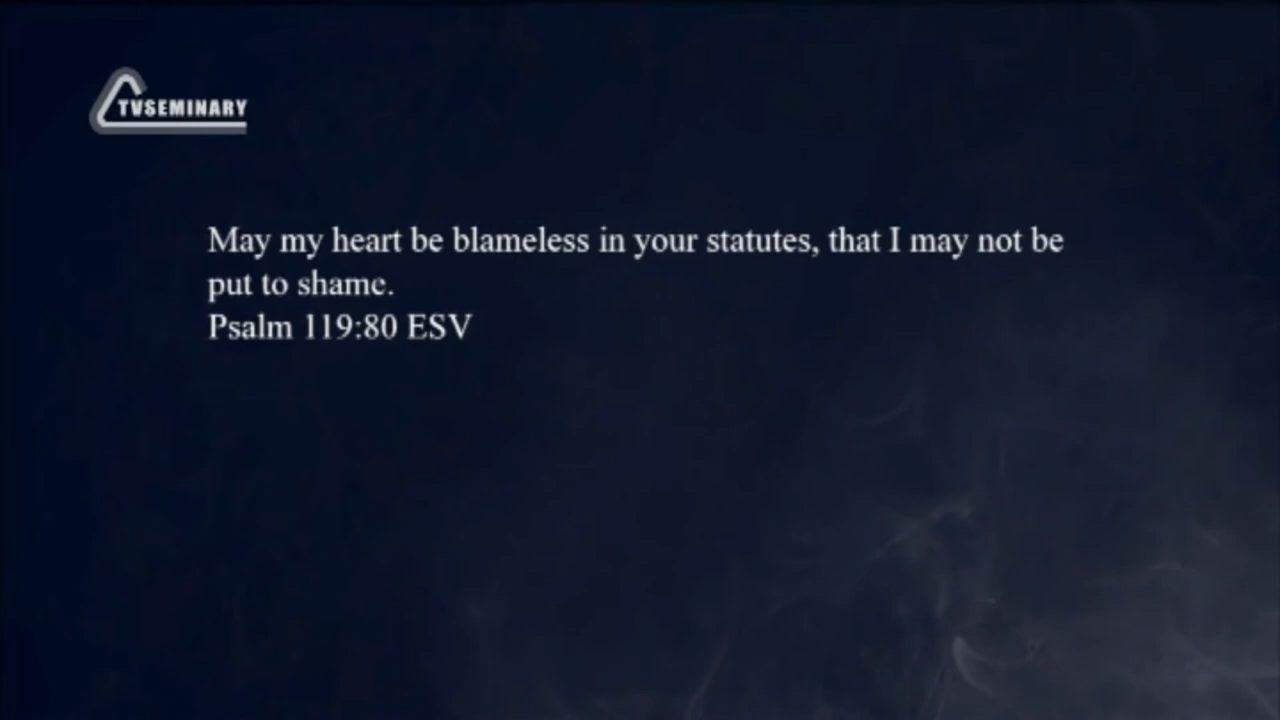 TVSEMINARY
May my heart be blameless in your statutes, that I may not be
put to shame.
Psalm 119:80 ESV